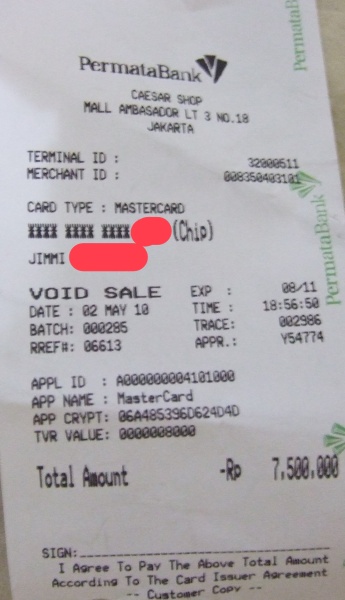 PermataBank
CAESAR SHOP
MALL AMBASADOR LT 3 NO.18
JAKARTA
TERMINAL ID : 32000511
MERCHANT ID : 008350403101
CARD TYPE : MASTERCARD
XXXX XXXX XXXX (Chip)
JIMMI
VOID SALE EXP : 08/11
DATE : 02 MAY 10 TIME : 18:56:50
BATCH: 000285 TRACE: 002986
RREF#: 06613 APPR.: Y54774
APPL ID : A0000000041010000
APP NAME : MasterCard
APP CRYPT: 06A485396D624D4D
TVR VALUE: 0000008000
Total Amount -Rp 7,500,000
SIGN:
I Agree To Pay The Above Total Amount
According To The Card Issuer Agreement
-- Customer Copy --
PermataBank
PermataBank